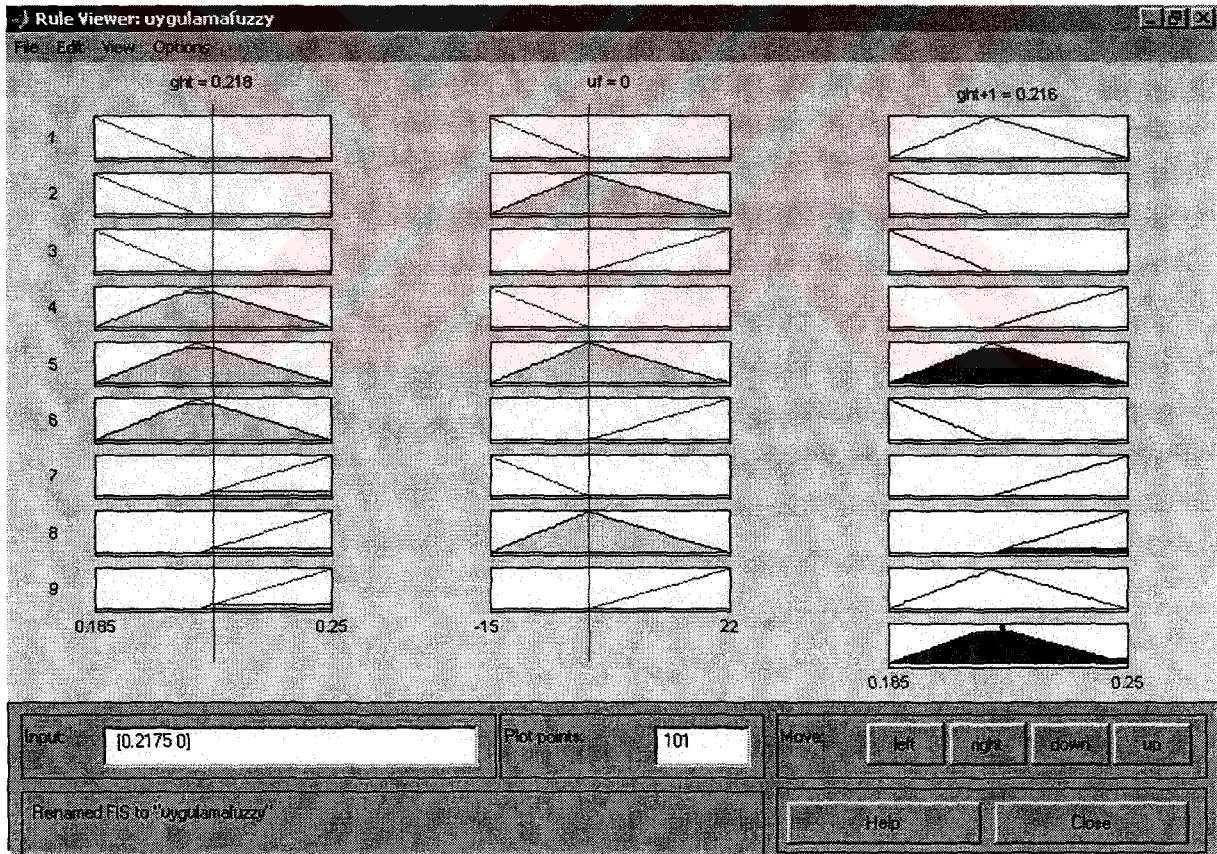 Rule Viewer: uygulamafuzzy
File Edit View Options
ght = 0.218
uf = 0
ght+1 = 0.216
1
2
3
4
5
6
7
8
9
0.185
0.25
-15
22
0.185
0.25
Input:
[0.2175 0]
Plot points:
101
Move:
left
right
down
up
Renamed FIS to "uygulamafuzzy"
Help
Close